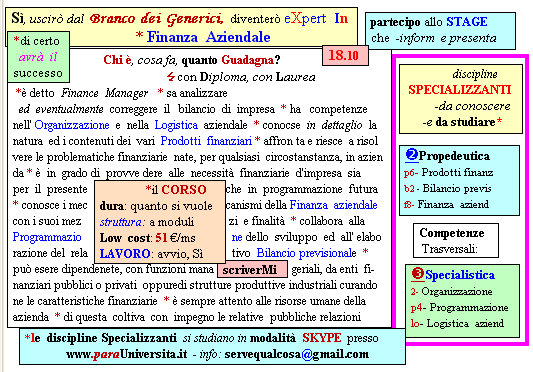 Sì, uscirò dal Branco dei Generici, diventerò eXpert In
* Finanza Aziendale
partecipo allo STAGE
che -inform e presenta
*di certo
avrà il
successo
18.10
Chi è, cosa fa, quanto Guadagna?
con Diploma, con Laurea
*è detto Finance Manager * sa analizzare
ed eventualmente correggere il bilancio di impresa * ha competenze
nell' Organizzazione e nella Logistica aziendale * conosce in dettaglio la
natura ed i contenuti dei vari Prodotti finanziari * affron ta e riesce a risol
vere le problematiche finanziarie nate, per qualsiasi circostanstanza, in azien
da * è in grado di provve dere alle necessità finanziarie d'impresa sia
per il presente che in programmazione futura
* conosce i mec canismi della Finanza aziendale
con i suoi mez zi e finalità * collabora alla
Programmazio ne dello sviluppo ed all' elabo
razione del rela tivo Bilancio previsionale *
può essere dipendenete, con funzioni mana geriali, da enti fi-
nanziari pubblici o privati oppuredi strutture produttive industriali curando
ne le caratteristiche finanziarie * è sempre attento alle risorse umane della
azienda * di questa coltiva con impegno le relative pubbliche relazioni
*il CORSO
dura: quanto si vuole
struttura: a moduli
Low cost: 51 €/ms
LAVORO: avvio, Sì
scriverMi
discipline
SPECIALIZZANTI
-da conoscere
-e da studiare*
2Propedeutica
p6- Prodotti finanz
b2- Bilancio previs
f8- Finanza aziend
Competenze
Trasversali:
3Specialistica
2- Organizzazione
p4- Programmazione
lo- Logistica aziend
*le discipline Specializzanti si studiano in modalità SKYPE presso
www.paraUniversita.it - info: servequalcosa@gmail.com